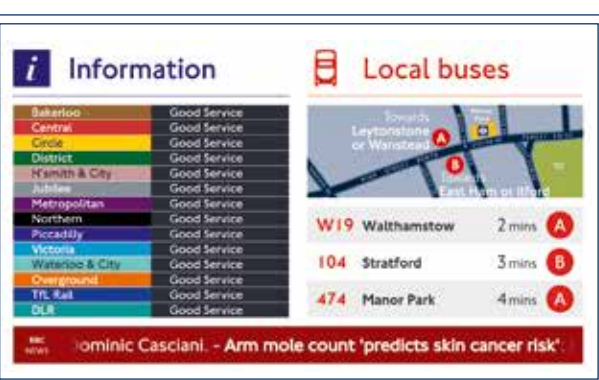 i Information
Bakerloo Good Service
Central Good Service
Circle Good Service
District Good Service
H'smith & City Good Service
Jubilee Good Service
Metropolitan Good Service
Northern Good Service
Piccadilly Good Service
Victoria Good Service
Waterloo & City Good Service
Overground Good Service
TfL Rail Good Service
DLR Good Service
Local buses
Towards
Leytonstone
or Wanstead
A
B
Towards
East Ham or Ilford
W19 Walthamstow 2 mins A
104 Stratford 3 mins B
474 Manor Park 4 mins A
BBC
NEWS
ominic Casciani. - Arm mole count 'predicts skin cancer risk':